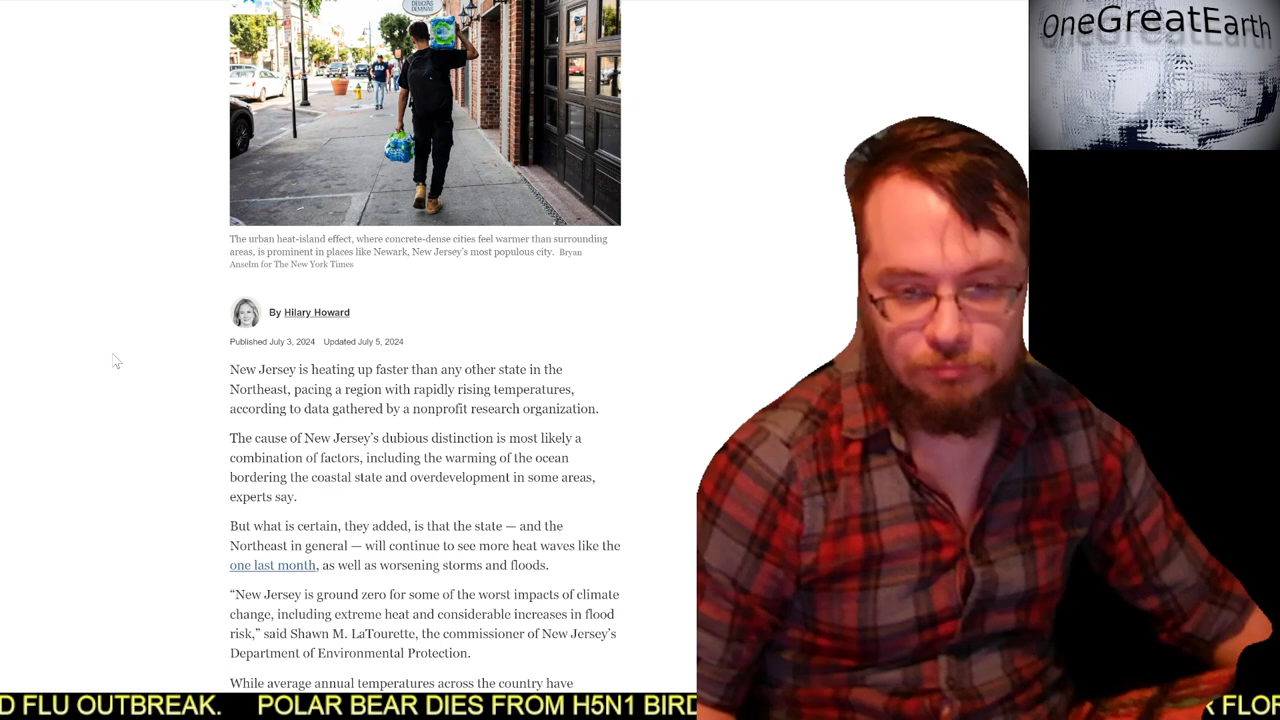 DELICIAS
DEMINAS
OneGreatEarth
GAP
The urban heat-island effect, where concrete-dense cities feel warmer than surrounding
areas, is prominent in places like Newark, New Jersey's most populous city. Bryan
Anselm for The New York Times
By Hilary Howard
Published July 3, 2024 Updated July 5, 2024
New Jersey is heating up faster than any other state in the
Northeast, pacing a region with rapidly rising temperatures,
according to data gathered by a nonprofit research organization.
The cause of New Jersey's dubious distinction is most likely a
combination of factors, including the warming of the ocean
bordering the coastal state and overdevelopment in some areas,
experts say.
But what is certain, they added, is that the state — and the
Northeast in general — will continue to see more heat waves like the
one last month, as well as worsening storms and floods.
“New Jersey is ground zero for some of the worst impacts of climate
change, including extreme heat and considerable increases in flood
risk,” said Shawn M. LaTourette, the commissioner of New Jersey's
Department of Environmental Protection.
While average annual temperatures across the country have
D FLU OUTBREAK. POLAR BEAR DIES FROM H5N1 BIRD FLOR